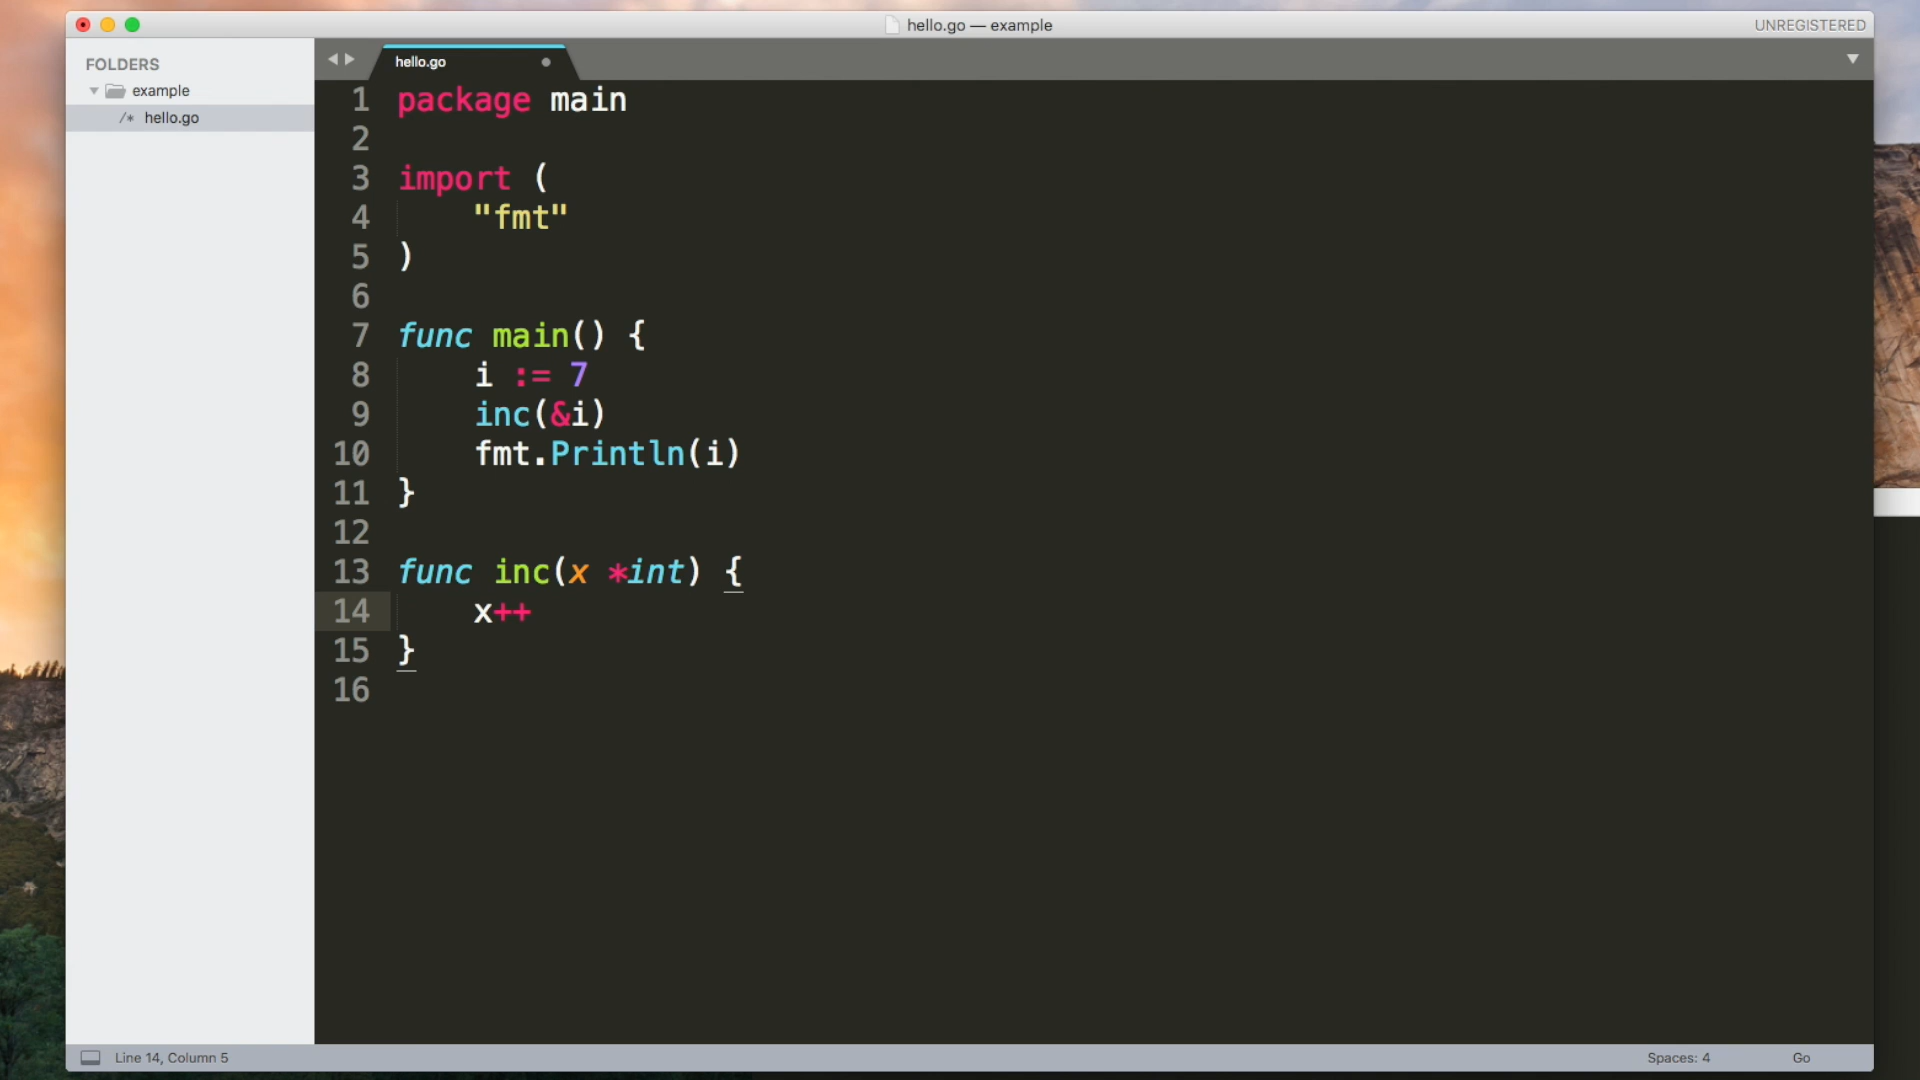 hello.go — example
UNREGISTERED
FOLDERS
example
/* hello.go
hello.go
1 package main
2
3 import (
4     "fmt"
5 )
6
7 func main() {
8     i := 7
9     inc(&i)
10     fmt.Println(i)
11 }
12
13 func inc(x *int) {
14     x++
15 }
16
Line 14, Column 5
Spaces: 4
Go